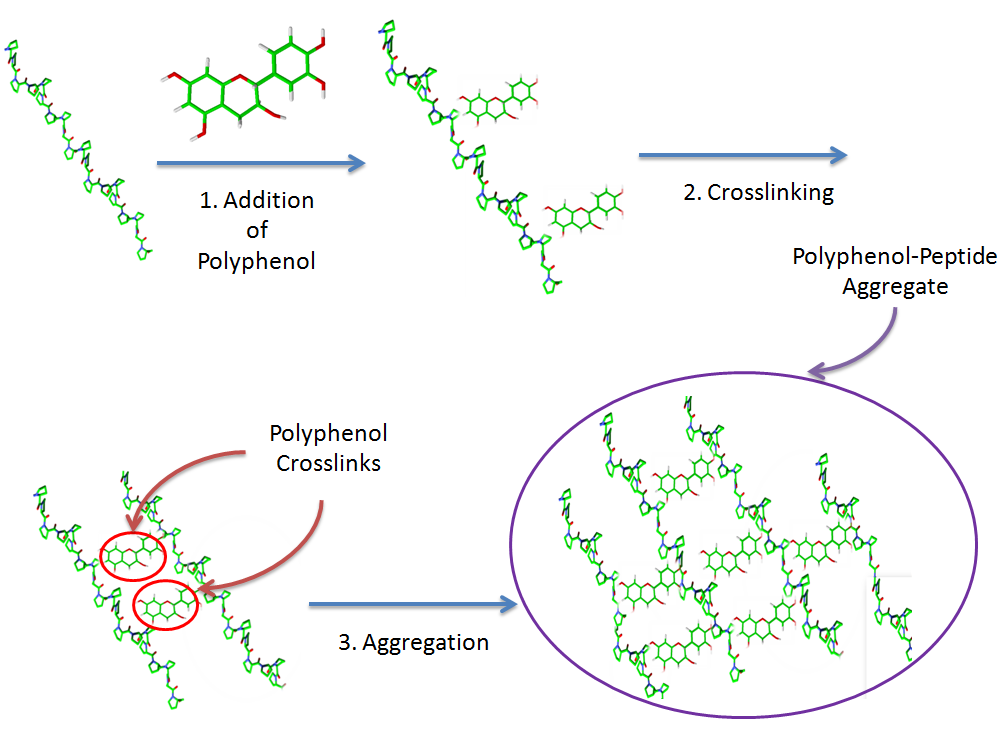 1. Addition
of
Polyphenol
2. Crosslinking
Polyphenol-Peptide
Aggregate
Polyphenol
Crosslinks
3. Aggregation